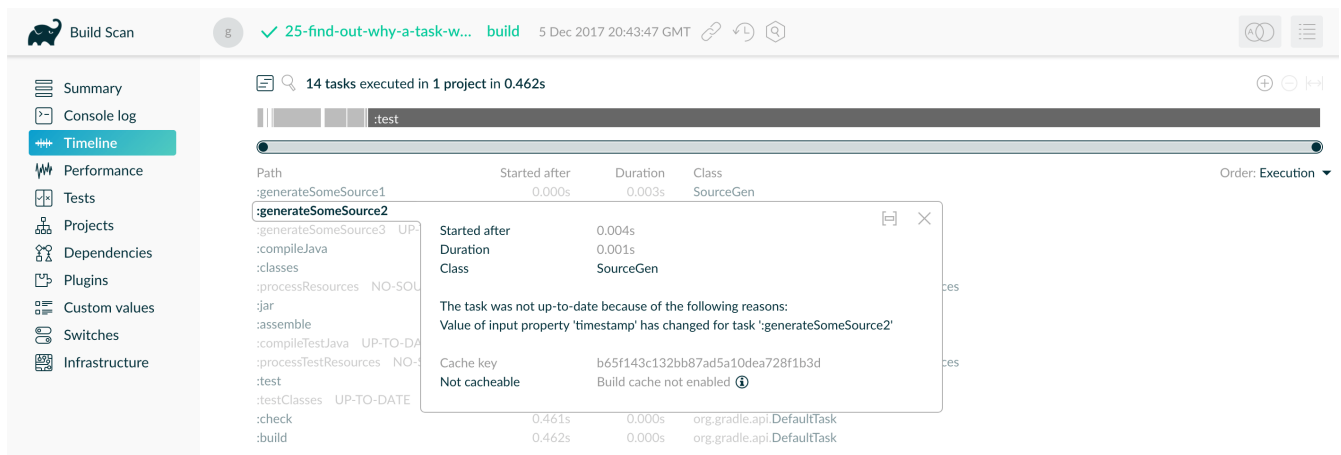 Build Scan
g 25-find-out-why-a-task-w... build 5 Dec 2017 20:43:47 GMT
Summary
Console log
Timeline
Performance
Tests
Projects
Dependencies
Plugins
Custom values
Switches
Infrastructure
14 tasks executed in 1 project in 0.462s
:test
Path Started after Duration Class Order: Execution
:generateSomeSource1 0.000s 0.003s SourceGen
:generateSomeSource2
:generateSomeSource3 UP-
:compileJava
:classes
:processResources NO-SOU ces
:jar
:assemble
:compileTestJava UP-TO-DA
:processTestResources NO-S ces
:test
:testClasses UP-TO-DATE
:check 0.461s 0.000s org.gradle.api.DefaultTask
:build 0.462s 0.000s org.gradle.api.DefaultTask
Started after 0.004s
Duration 0.001s
Class SourceGen
The task was not up-to-date because of the following reasons:
Value of input property 'timestamp' has changed for task ':generateSomeSource2'
Cache key b65f143c132bb87ad5a10dea728f1b3d
Not cacheable Build cache not enabled